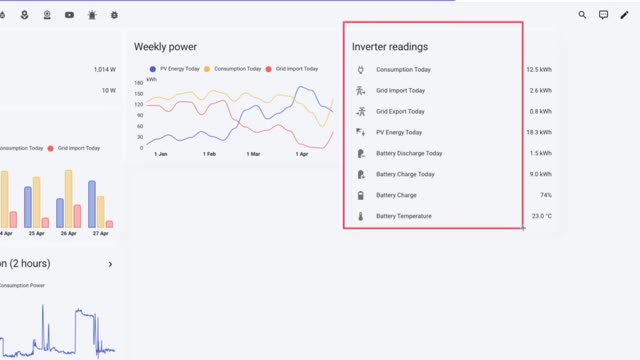 1,014 W
10 W
onsumption Today Grid Import Today
4 Apr 25 Apr 26 Apr 27 Apr
on (2 hours)
Consumption Power
Weekly power
PV Energy Today Consumption Today Grid Import Today
kWh
180
150
120
90
60
30
0
1 Jan 1 Feb 1 Mar 1 Apr
Inverter readings
Consumption Today 12.5 kWh
Grid Import Today 2.6 kWh
Grid Export Today 0.8 kWh
PV Energy Today 18.3 kWh
Battery Discharge Today 1.5 kWh
Battery Charge Today 9.0 kWh
Battery Charge 74%
Battery Temperature 23.0 °C